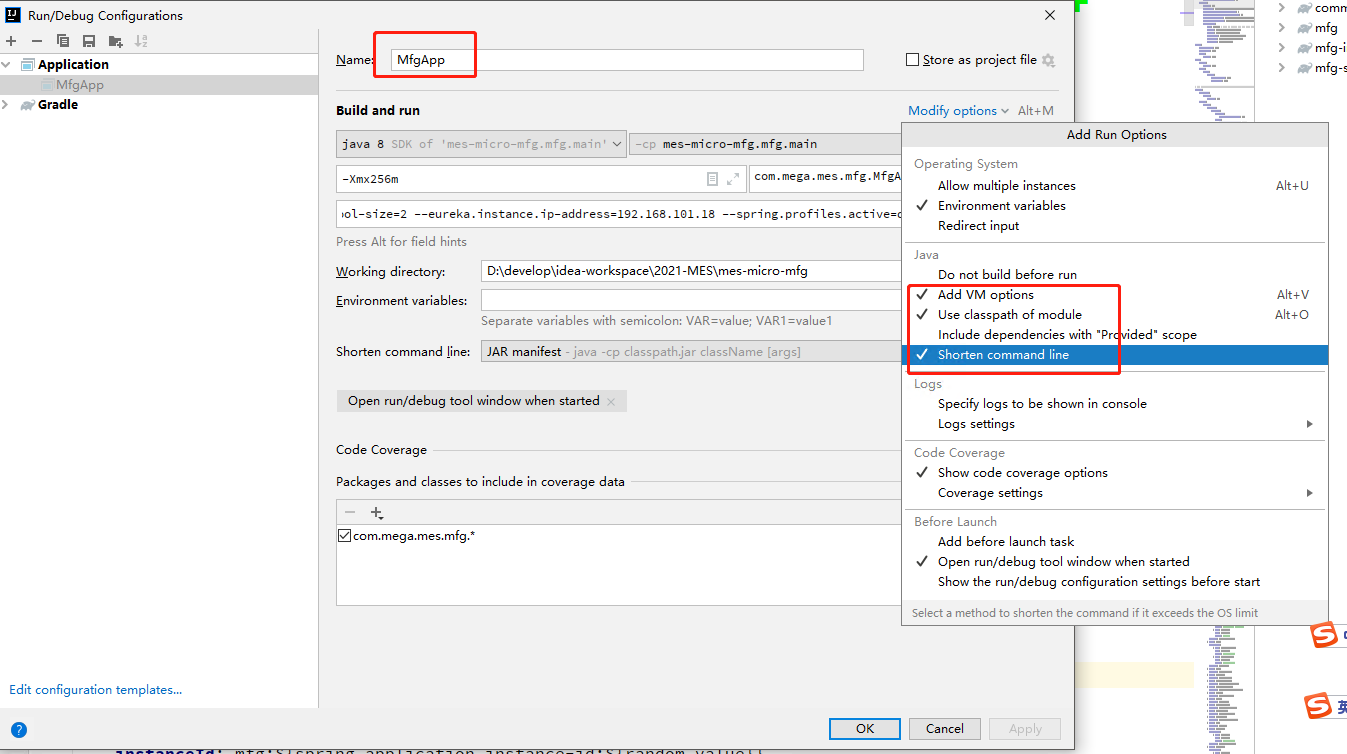 Run/Debug Configurations
Application
MfgApp
Gradle
Name:
MfgApp
Store as project file
Build and run
Modify options
Alt+M
java 8 SDK of 'mes-micro-mfg.mfg.main'
-cp mes-micro-mfg.mfg.main
-Xmx256m
com.mega.mes.mfg.MfgA
ool-size=2 --eureka.instance.ip-address=192.168.101.18 --spring.profiles.active=
Press Alt for field hints
Working directory:
D:\develop\idea-workspace\2021-MES\mes-micro-mfg
Environment variables:
Separate variables with semicolon: VAR=value; VAR1=value1
Shorten command line:
JAR manifest - java -cp classpath.jar className [args]
Open run/debug tool window when started
Code Coverage
Packages and classes to include in coverage data
com.mega.mes.mfg.*
Edit configuration templates...
OK
Cancel
Apply
Add Run Options
Operating System
Allow multiple instances Alt+U
Environment variables
Redirect input
Java
Do not build before run
Add VM options Alt+V
Use classpath of module Alt+O
Include dependencies with "Provided" scope
Shorten command line
Logs
Specify logs to be shown in console
Logs settings
Code Coverage
Show code coverage options
Coverage settings
Before Launch
Add before launch task
Open run/debug tool window when started
Show the run/debug configuration settings before start
Select a method to shorten the command if it exceeds the OS limit
comm
mfg
mfg-i
mfg-s
英